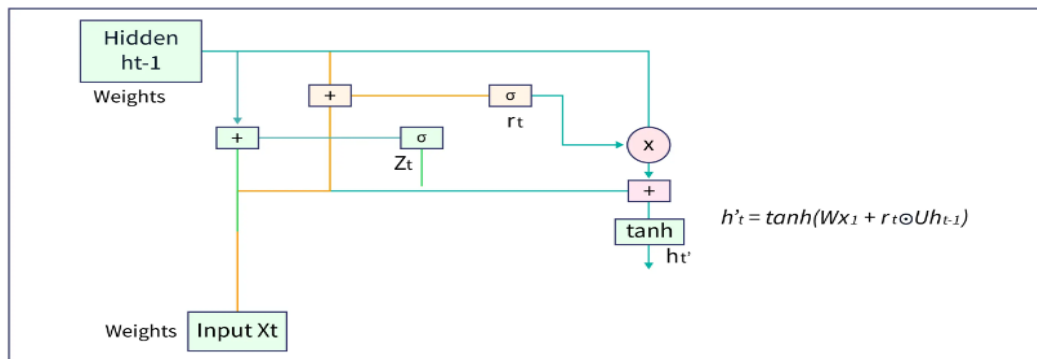 Hidden
ht-1
Weights
+
σ
rt
+
σ
Zt
x
+
h't = tanh(Wx1 + rt⊙Uht-1)
tanh
ht'
Weights
Input Xt